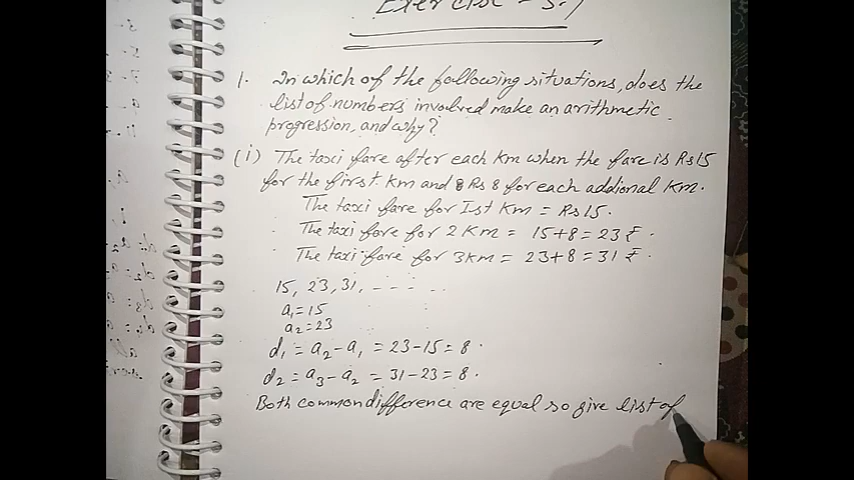 Exercise - 5.1
1. In which of the following situations, does the
list of numbers involved make an arithmetic
progression, and why?
(i) The taxi fare after each Km when the fare is Rs 15
for the first Km and Rs 8 for each addional Km.
The taxi fare for Ist Km = Rs 15.
The taxi fare for 2 Km = 15+8 = 23 ₹.
The taxi fare for 3Km = 23+8 = 31 ₹.
15, 23, 31, - - - -
a₁=15
a₂=23
d₁ = a₂-a₁ = 23-15 = 8.
d₂ = a₃-a₂ = 31-23 = 8.
Both common difference are equal so give list of